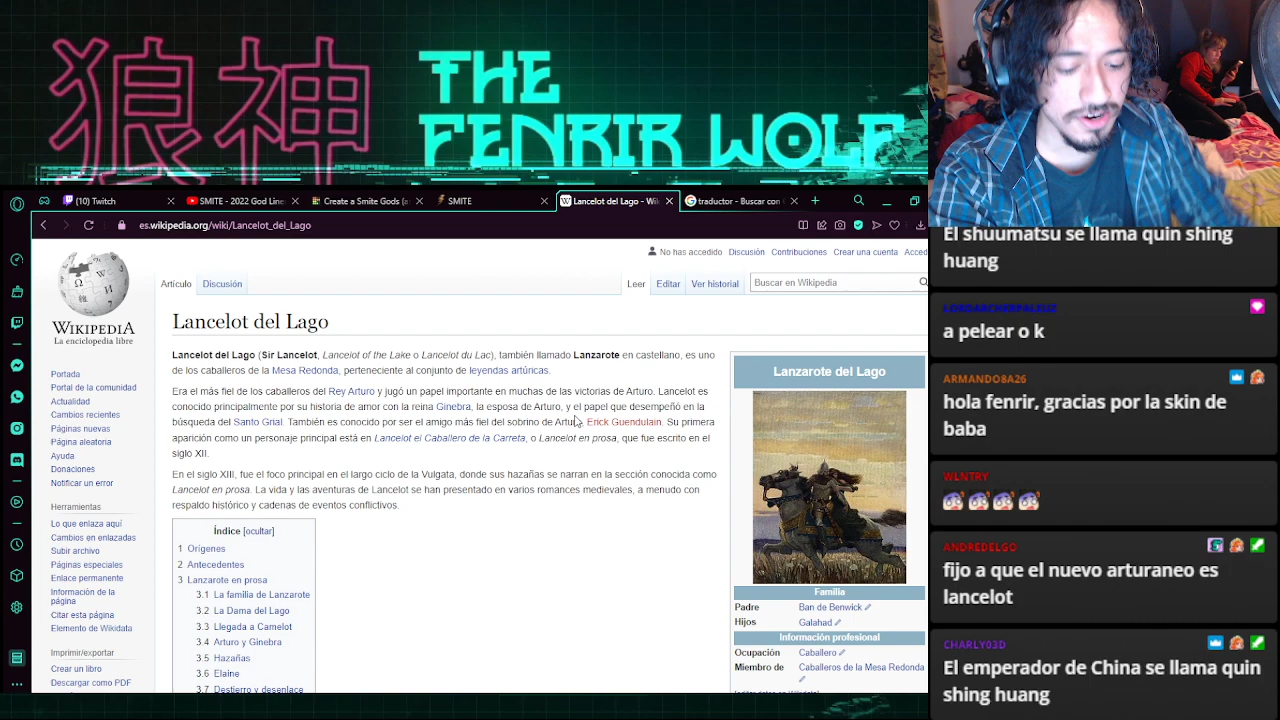 狼神
THE
FENRIR WOLF
(10) Twitch
SMITE - 2022 God Line
Create a Smite Gods (a
SMITE
Lancelot del Lago - Wi
traductor - Buscar con
es.wikipedia.org/wiki/Lancelot_del_Lago
No has accedido Discusión Contribuciones Crear una cuenta Acced
WIKIPEDIA
La enciclopedia libre
Artículo Discusión
Leer Editar Ver historial
Buscar en Wikipedia
Portada
Portal de la comunidad
Actualidad
Cambios recientes
Páginas nuevas
Página aleatoria
Ayuda
Donaciones
Notificar un error
Herramientas
Lo que enlaza aquí
Cambios en enlazadas
Subir archivo
Páginas especiales
Enlace permanente
Información de la
página
Citar esta página
Elemento de Wikidata
Imprimir/exportar
Crear un libro
Descargar como PDF
Lancelot del Lago
Lancelot del Lago (Sir Lancelot, Lancelot of the Lake o Lancelot du Lac), también llamado Lanzarote en castellano, es uno
de los caballeros de la Mesa Redonda, perteneciente al conjunto de leyendas artúricas.
Era el más fiel de los caballeros del Rey Arturo y jugó un papel importante en muchas de las victorias de Arturo. Lancelot es
conocido principalmente por su historia de amor con la reina Ginebra, la esposa de Arturo, y el papel que desempeñó en la
búsqueda del Santo Grial. También es conocido por ser el amigo más fiel del sobrino de Arturo, Erick Guendulain. Su primera
aparición como un personaje principal está en Lancelot el Caballero de la Carreta, o Lancelot en prosa, que fue escrito en el
siglo XII.
En el siglo XIII, fue el foco principal en el largo ciclo de la Vulgata, donde sus hazañas se narran en la sección conocida como
Lancelot en prosa. La vida y las aventuras de Lancelot se han presentado en varios romances medievales, a menudo con
respaldo histórico y cadenas de eventos conflictivos.
Índice [ocultar]
1 Orígenes
2 Antecedentes
3 Lanzarote en prosa
3.1 La familia de Lanzarote
3.2 La Dama del Lago
3.3 Llegada a Camelot
3.4 Arturo y Ginebra
3.5 Hazañas
3.6 Elaine
3.7 Destierro y desenlace
Lanzarote del Lago
Familia
Padre Ban de Benwick
Hijos Galahad
Información profesional
Ocupación Caballero
Miembro de Caballeros de la Mesa Redonda
El shuumatsu se llama quin shing
huang
a pelear o k
ARMANDO8A26
hola fenrir, gracias por la skin de
baba
WLNTRY
ANDREDELGO
fijo a que el nuevo arturaneo es
lancelot
CHARLY03D
El emperador de China se llama quin
shing huang